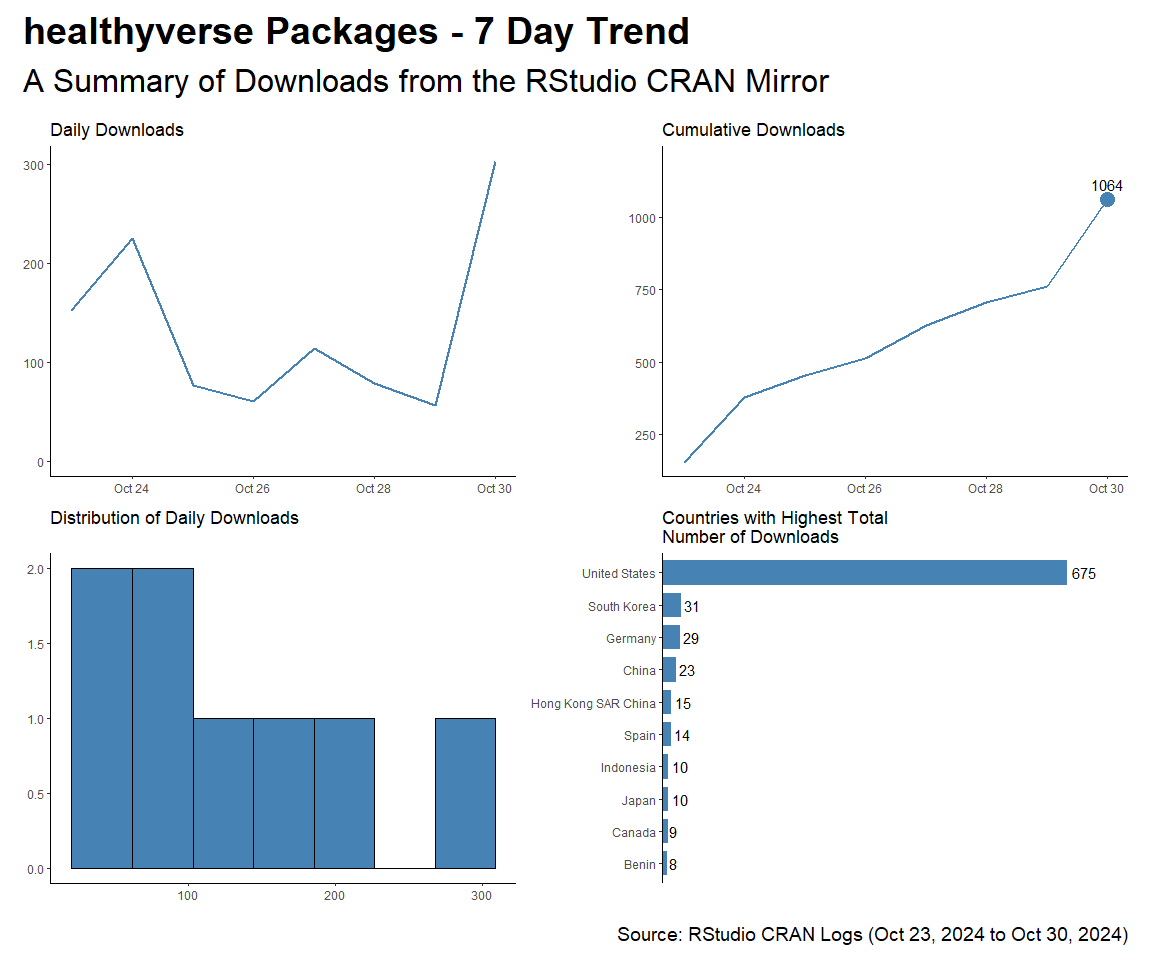 healthyverse Packages - 7 Day Trend
A Summary of Downloads from the RStudio CRAN Mirror
Daily Downloads
300
200
100
0
Oct 24 Oct 26 Oct 28 Oct 30
Cumulative Downloads
1064
1000
750
500
250
Oct 24 Oct 26 Oct 28 Oct 30
Distribution of Daily Downloads
2.0
1.5
1.0
0.5
0.0
100 200 300
Countries with Highest Total
Number of Downloads
United States 675
South Korea 31
Germany 29
China 23
Hong Kong SAR China 15
Spain 14
Indonesia 10
Japan 10
Canada 9
Benin 8
Source: RStudio CRAN Logs (Oct 23, 2024 to Oct 30, 2024)